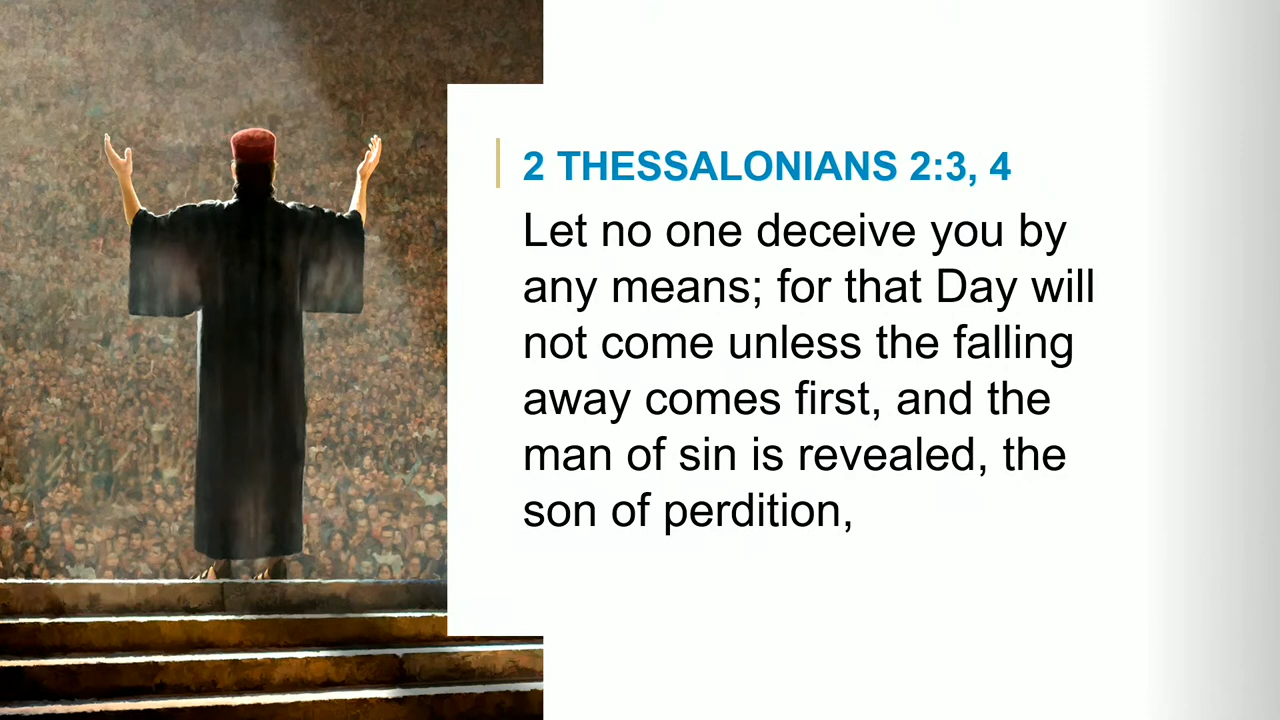 2 THESSALONIANS 2:3, 4
Let no one deceive you by
any means; for that Day will
not come unless the falling
away comes first, and the
man of sin is revealed, the
son of perdition,